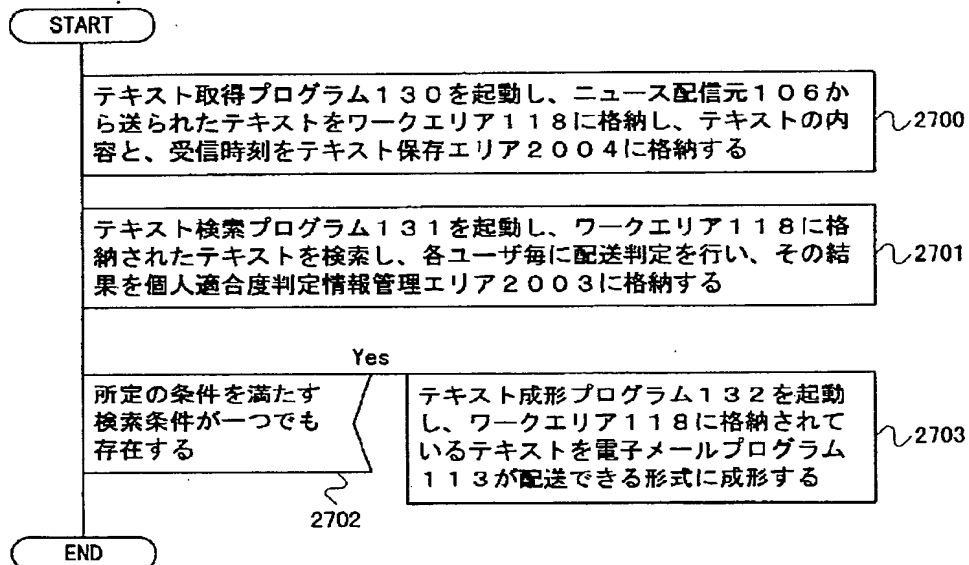 START
テキスト取得プログラム130を起動し、ニュース配信元106か
ら送られたテキストをワークエリア118に格納し、テキストの内
容と、受信時刻をテキスト保存エリア2004に格納する
2700
テキスト検索プログラム131を起動し、ワークエリア118に格
納されたテキストを検索し、各ユーザ毎に配送判定を行い、その結
果を個人適合度判定情報管理エリア2003に格納する
2701
Yes
所定の条件を満たす
検索条件が一つでも
存在する
2702
テキスト成形プログラム132を起動
し、ワークエリア118に格納されて
いるテキストを電子メールプログラム
113が配送できる形式に成形する
2703
END